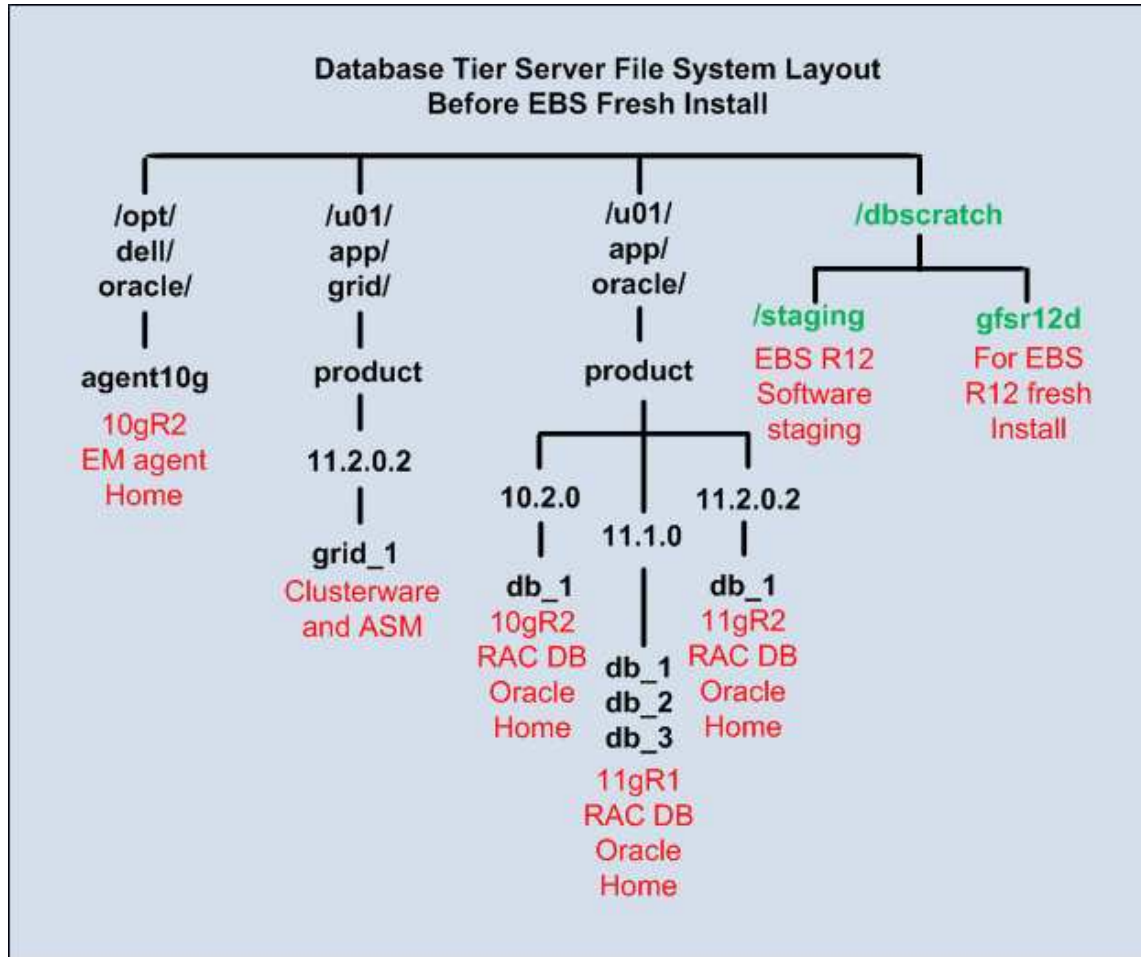 Database Tier Server File System Layout
Before EBS Fresh Install
/opt/
dell/
oracle/
agent10g
10gR2
EM agent
Home
/u01/
app/
grid/
product
11.2.0.2
grid_1
Clusterware
and ASM
/u01/
app/
oracle/
product
10.2.0
db_1
10gR2
RAC DB
Oracle
Home
11.1.0
db_1
db_2
db_3
11gR1
RAC DB
Oracle
Home
11.2.0.2
db_1
11gR2
RAC DB
Oracle
Home
/dbscratch
/staging
EBS R12
Software
staging
gfsr12d
For EBS
R12 fresh
Install